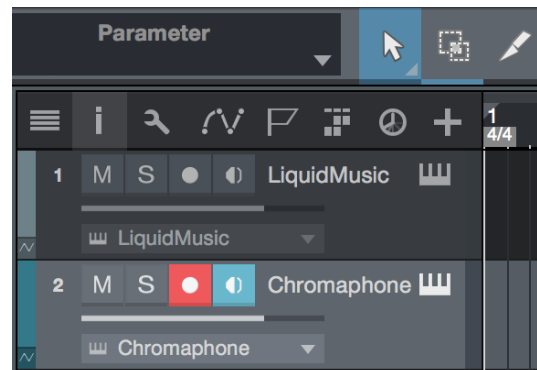 Parameter
i
1
4/4
1 M S LiquidMusic
LiquidMusic
2 M S Chromaphone
Chromaphone